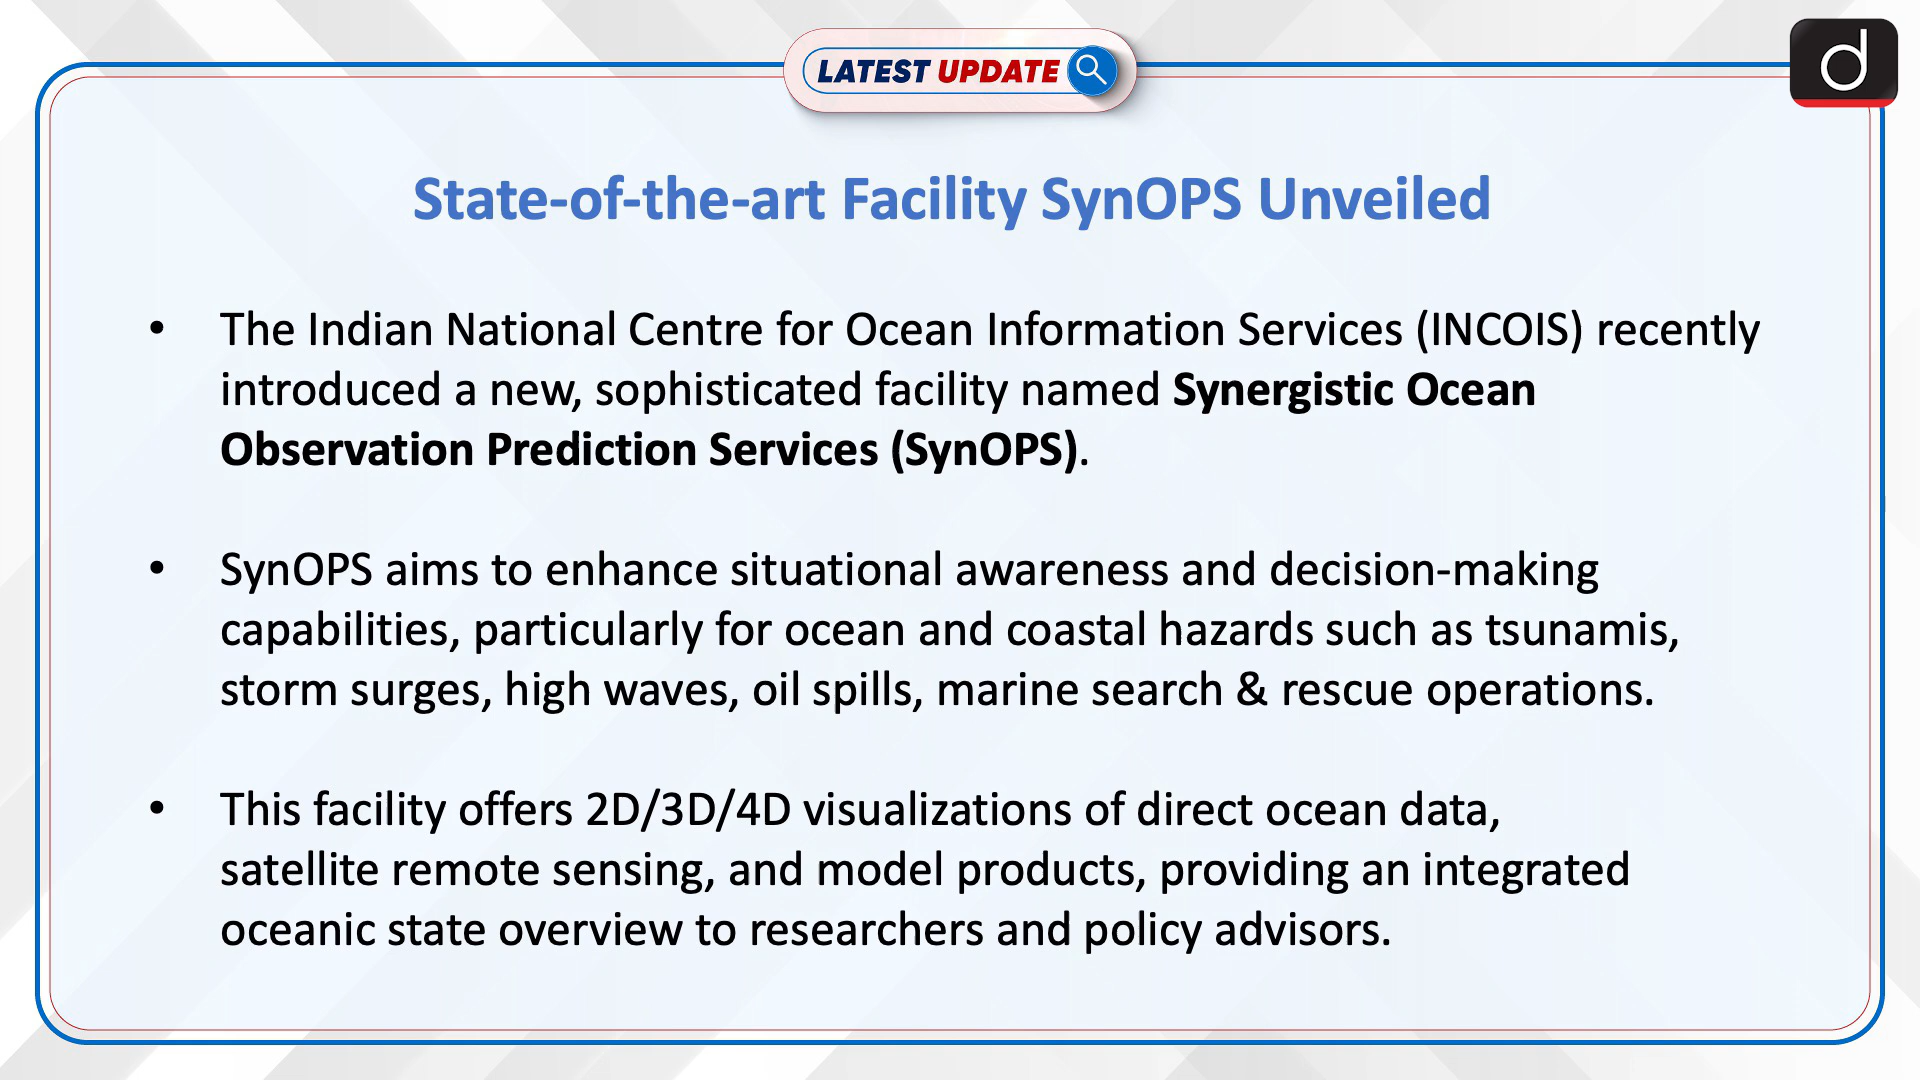 LATEST UPDATE
d
State-of-the-art Facility SynOPS Unveiled
• The Indian National Centre for Ocean Information Services (INCOIS) recently
introduced a new, sophisticated facility named Synergistic Ocean
Observation Prediction Services (SynOPS).
• SynOPS aims to enhance situational awareness and decision-making
capabilities, particularly for ocean and coastal hazards such as tsunamis,
storm surges, high waves, oil spills, marine search & rescue operations.
• This facility offers 2D/3D/4D visualizations of direct ocean data,
satellite remote sensing, and model products, providing an integrated
oceanic state overview to researchers and policy advisors.